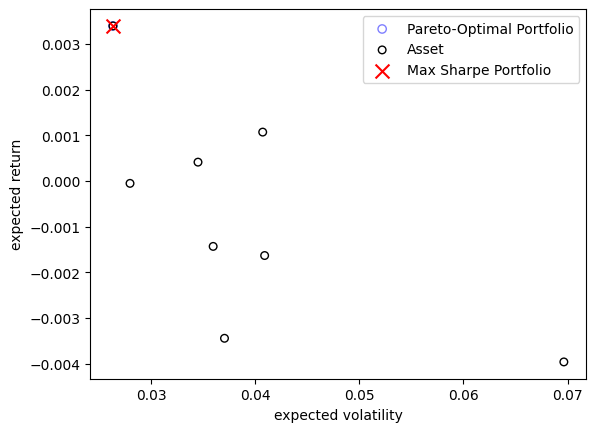 Pareto-Optimal Portfolio
Asset
Max Sharpe Portfolio
0.003
0.002
0.001
0.000
−0.001
−0.002
−0.003
−0.004
expected return
0.03
0.04
0.05
0.06
0.07
expected volatility